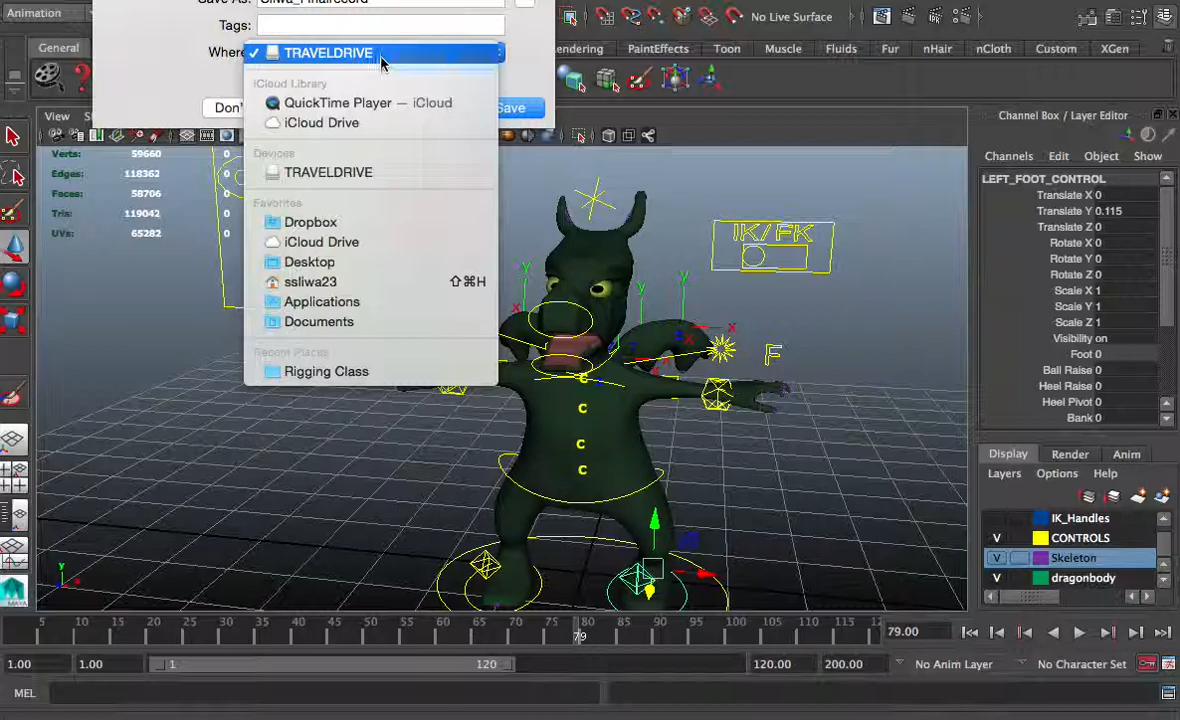 Animation
Tags:
No Live Surface
Where
TRAVELDRIVE
General
PaintEffects
Toon
Muscle
Fluids
Fur
nHair
nCloth
Custom
XGen
iCloud Library
QuickTime Player — iCloud
iCloud Drive
Save
Devices
TRAVELDRIVE
Favorites
Dropbox
iCloud Drive
Desktop
ssliwa23 ⇧⌘H
Applications
Documents
Recent Places
Rigging Class
View
Verts: 59660 0
Edges: 118362 0
Faces: 58706 0
Tris: 119042 0
UVs: 65282 0
IK/FK
F
C
C
C
C
Channel Box / Layer Editor
Channels Edit Object Show
LEFT_FOOT_CONTROL
Translate X 0
Translate Y 0.115
Translate Z 0
Rotate X 0
Rotate Y 0
Rotate Z 0
Scale X 1
Scale Y 1
Scale Z 1
Visibility on
Foot 0
Ball Raise 0
Heel Raise 0
Heel Pivot 0
Bank 0
Display Render Anim
Layers Options Help
IK_Handles
V CONTROLS
V Skeleton
V dragonbody
5 10 15 20 25 30 35 40 45 50 55 60 65 70 75 80 85 90 95 100 105 110 115
79
79.00
1.00 1.00 1 120 120.00 200.00 No Anim Layer No Character Set
MEL